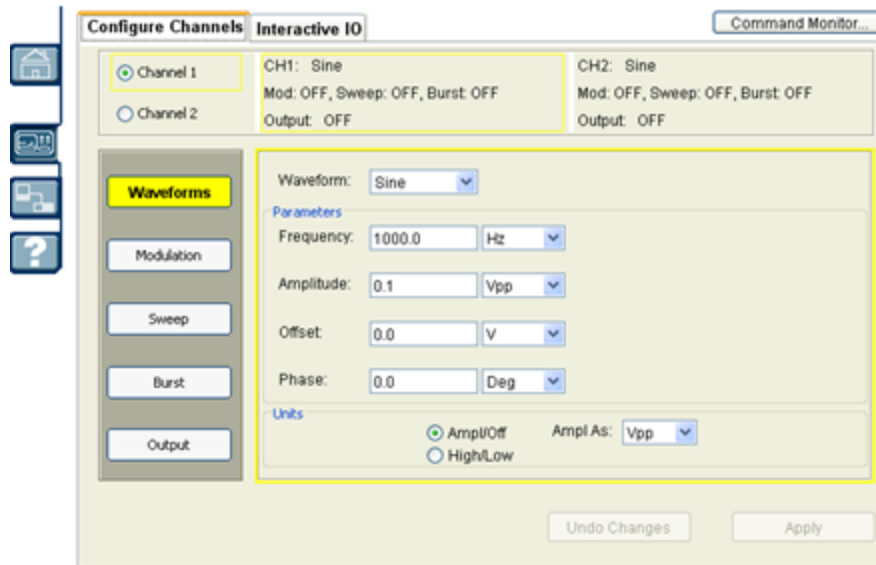 Configure Channels Interactive IO Command Monitor...
Channel 1
Channel 2
CH1: Sine
Mod: OFF, Sweep: OFF, Burst: OFF
Output: OFF
CH2: Sine
Mod: OFF, Sweep: OFF, Burst: OFF
Output: OFF
Waveforms
Modulation
Sweep
Burst
Output
Waveform: Sine
Parameters
Frequency: 1000.0 Hz
Amplitude: 0.1 Vpp
Offset: 0.0 V
Phase: 0.0 Deg
Units
Ampl/Off
High/Low
Ampl As: Vpp
Undo Changes Apply
?